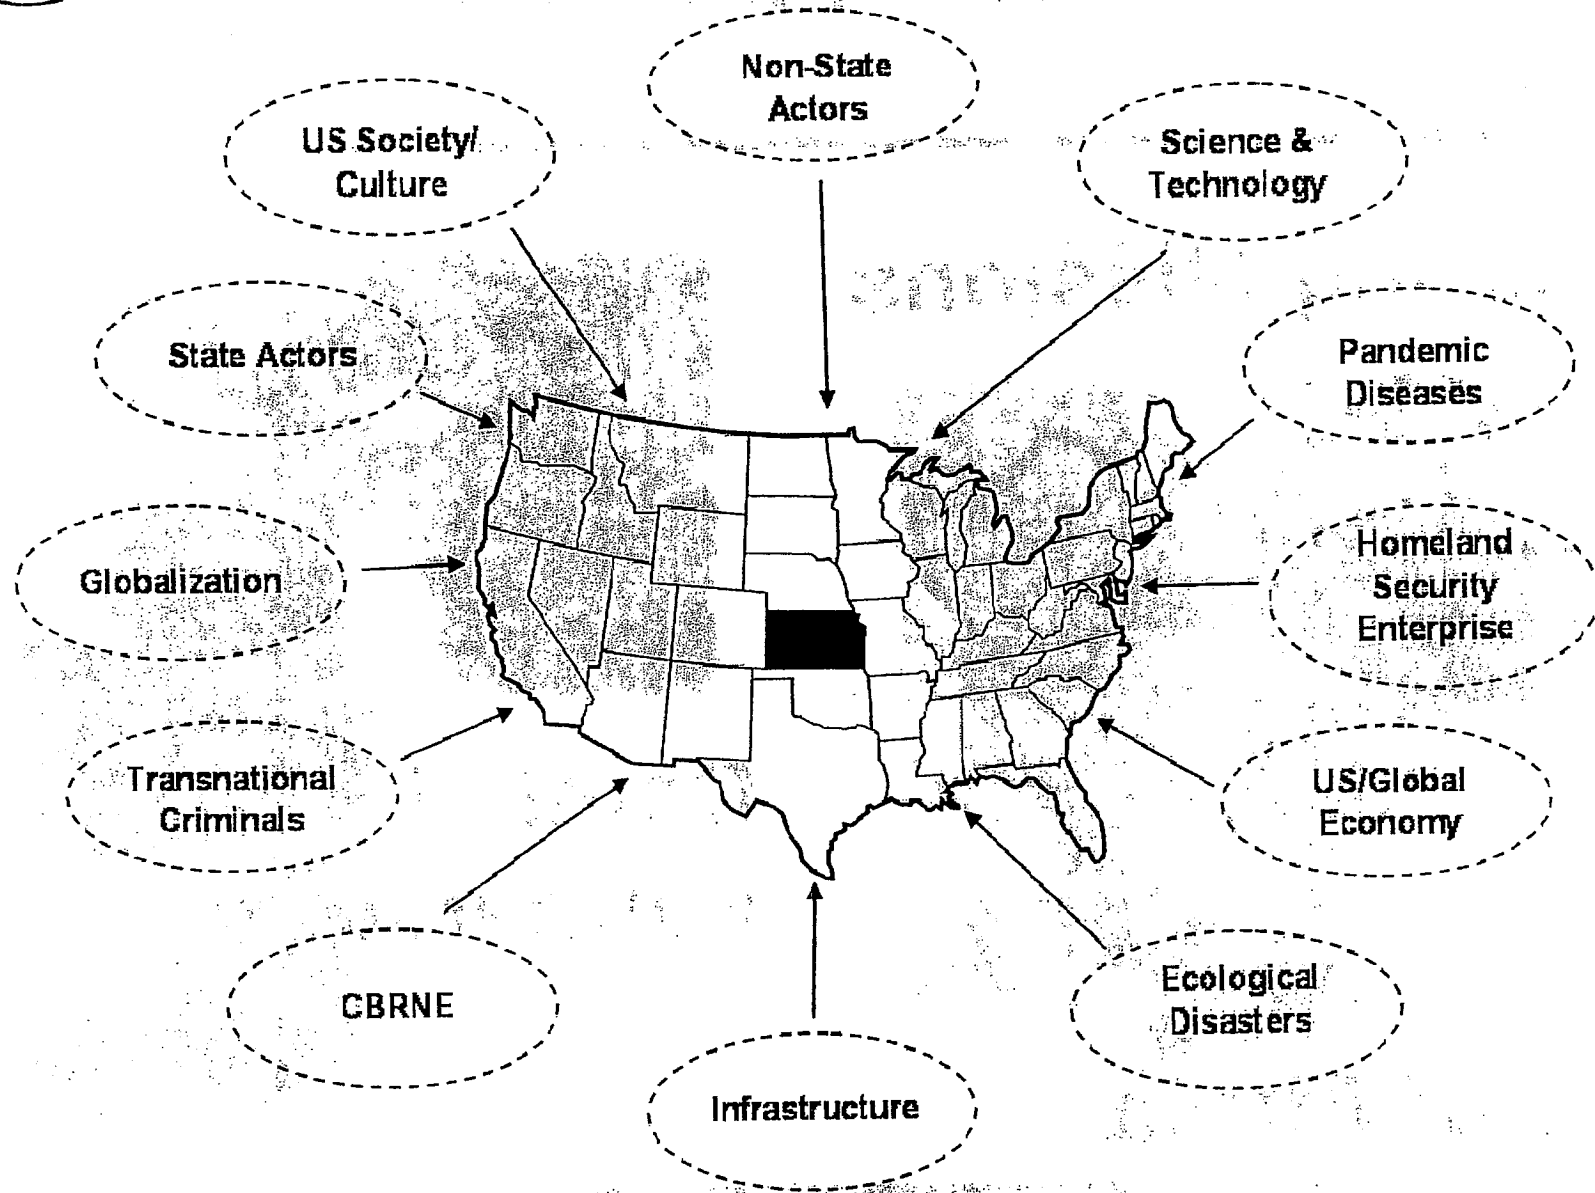 Non-State
Actors
US Society/
Culture
Science &
Technology
State Actors
Pandemic
Diseases
Globalization
Homeland
Security
Enterprise
Transnational
Criminals
US/Global
Economy
CBRNE
Ecological
Disasters
Infrastructure